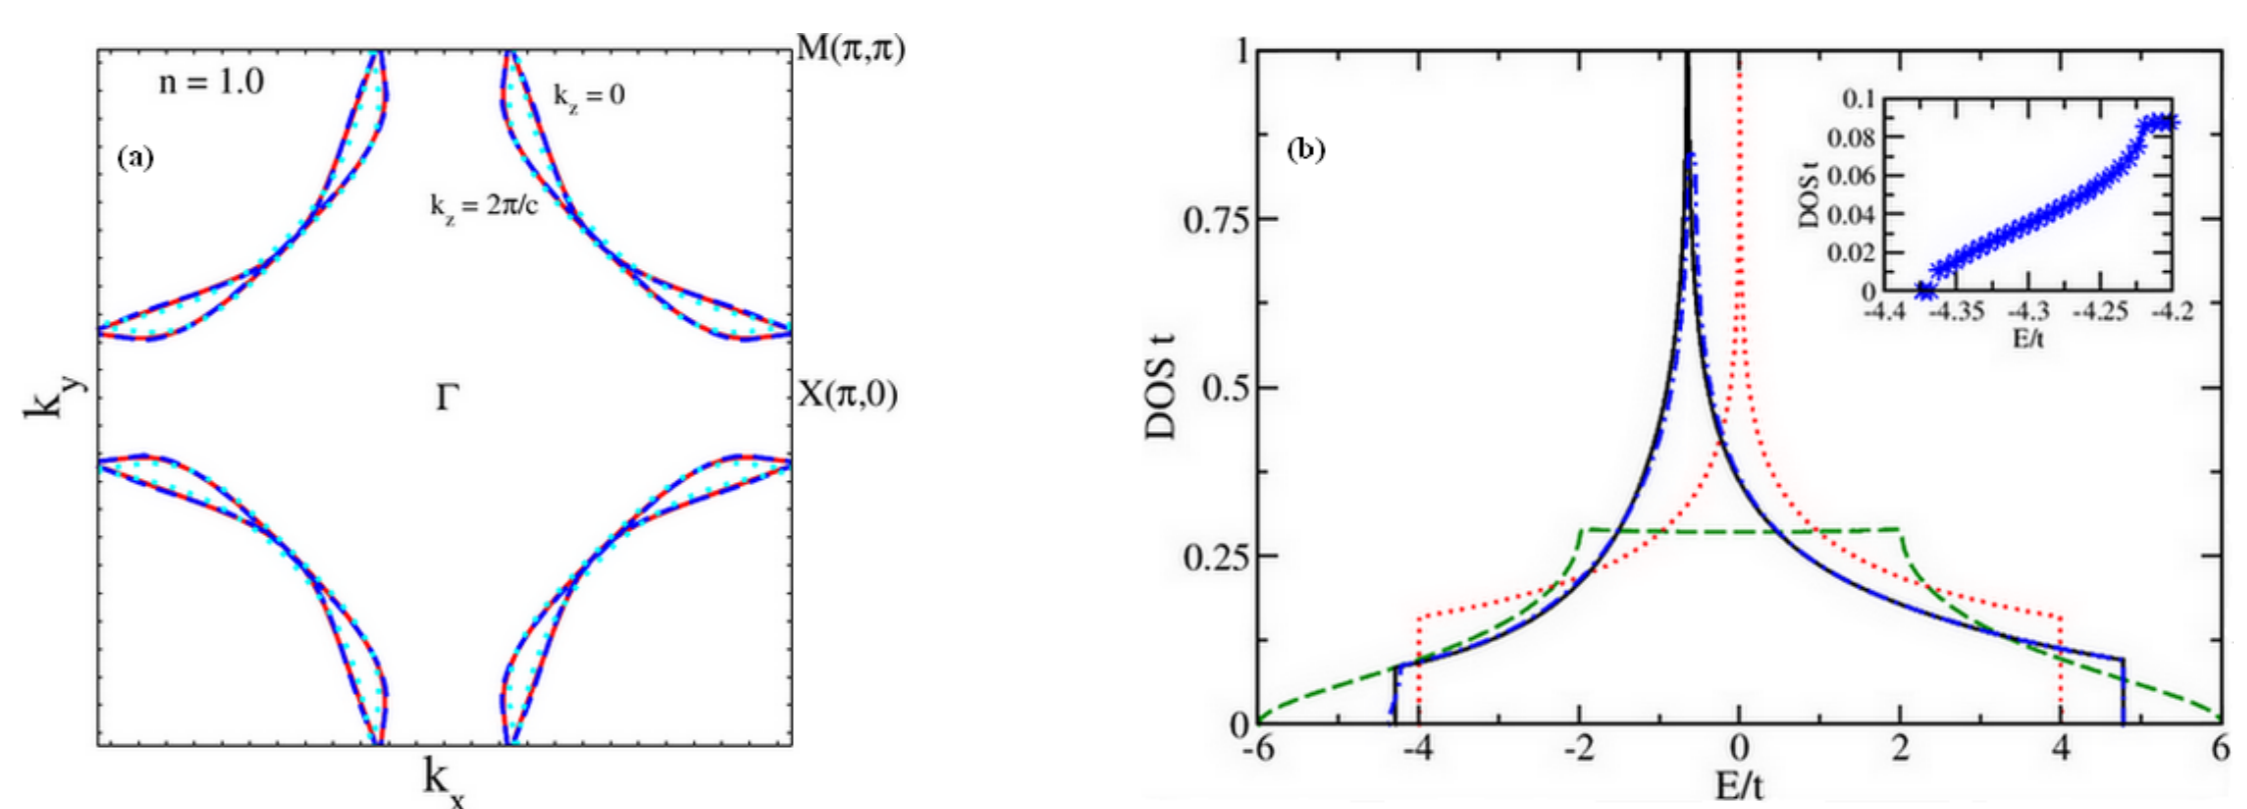 n = 1.0
(a)
k_z = 0
k_z = 2π/c
Γ
M(π,π)
X(π,0)
k_y
k_x
(b)
DOS t
1
0.75
0.5
0.25
0
-6 -4 -2 0 2 4 6
E/t
DOS t
0.1
0.08
0.06
0.04
0.02
0
-4.4 -4.35 -4.3 -4.25 -4.2
E/t